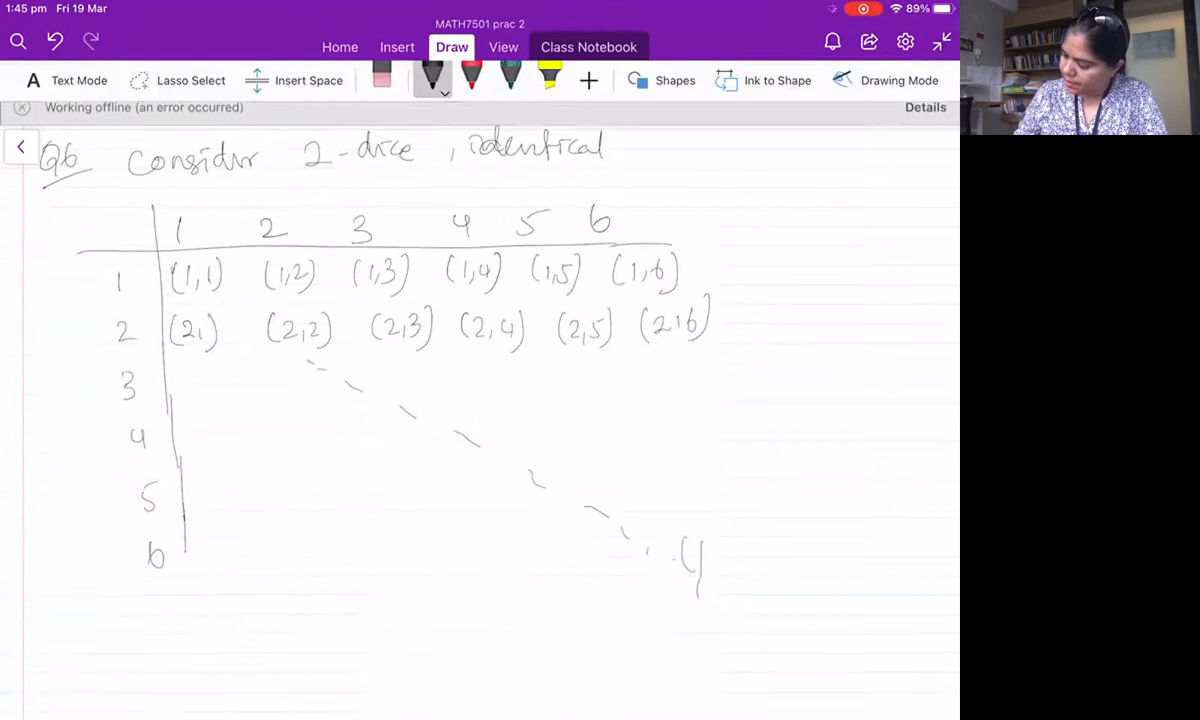 1:45 pm Fri 19 Mar
89%
MATH7501 prac 2
Home Insert Draw View Class Notebook
A Text Mode Lasso Select Insert Space Shapes Ink to Shape Drawing Mode
Working offline (an error occurred) Details
Q6 Consider 2-dice, identical
1 2 3 4 5 6
1 (1,1) (1,2) (1,3) (1,4) (1,5) (1,6)
2 (2,) (2,2) (2,3) (2,4) (2,5) (2,6)
3
4
5
6